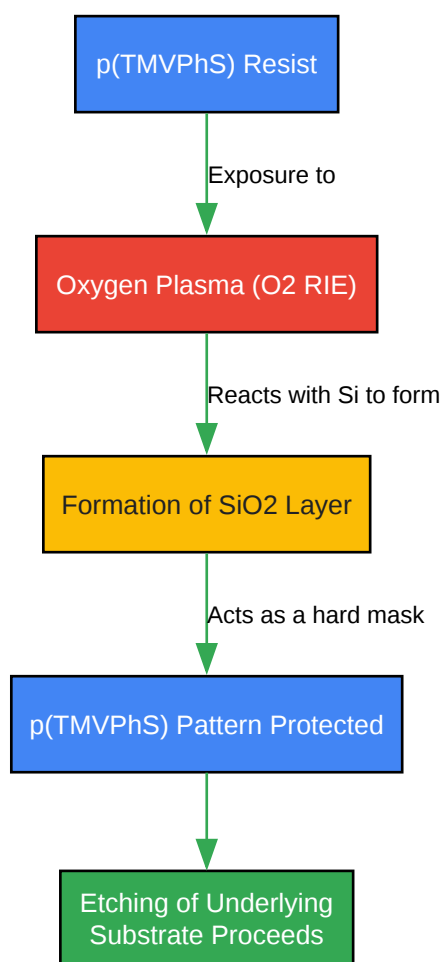 p(TMVPhS) Resist
Exposure to
Oxygen Plasma (O2 RIE)
Reacts with Si to form
Formation of SiO2 Layer
Acts as a hard mask
p(TMVPhS) Pattern Protected
Etching of Underlying
Substrate Proceeds